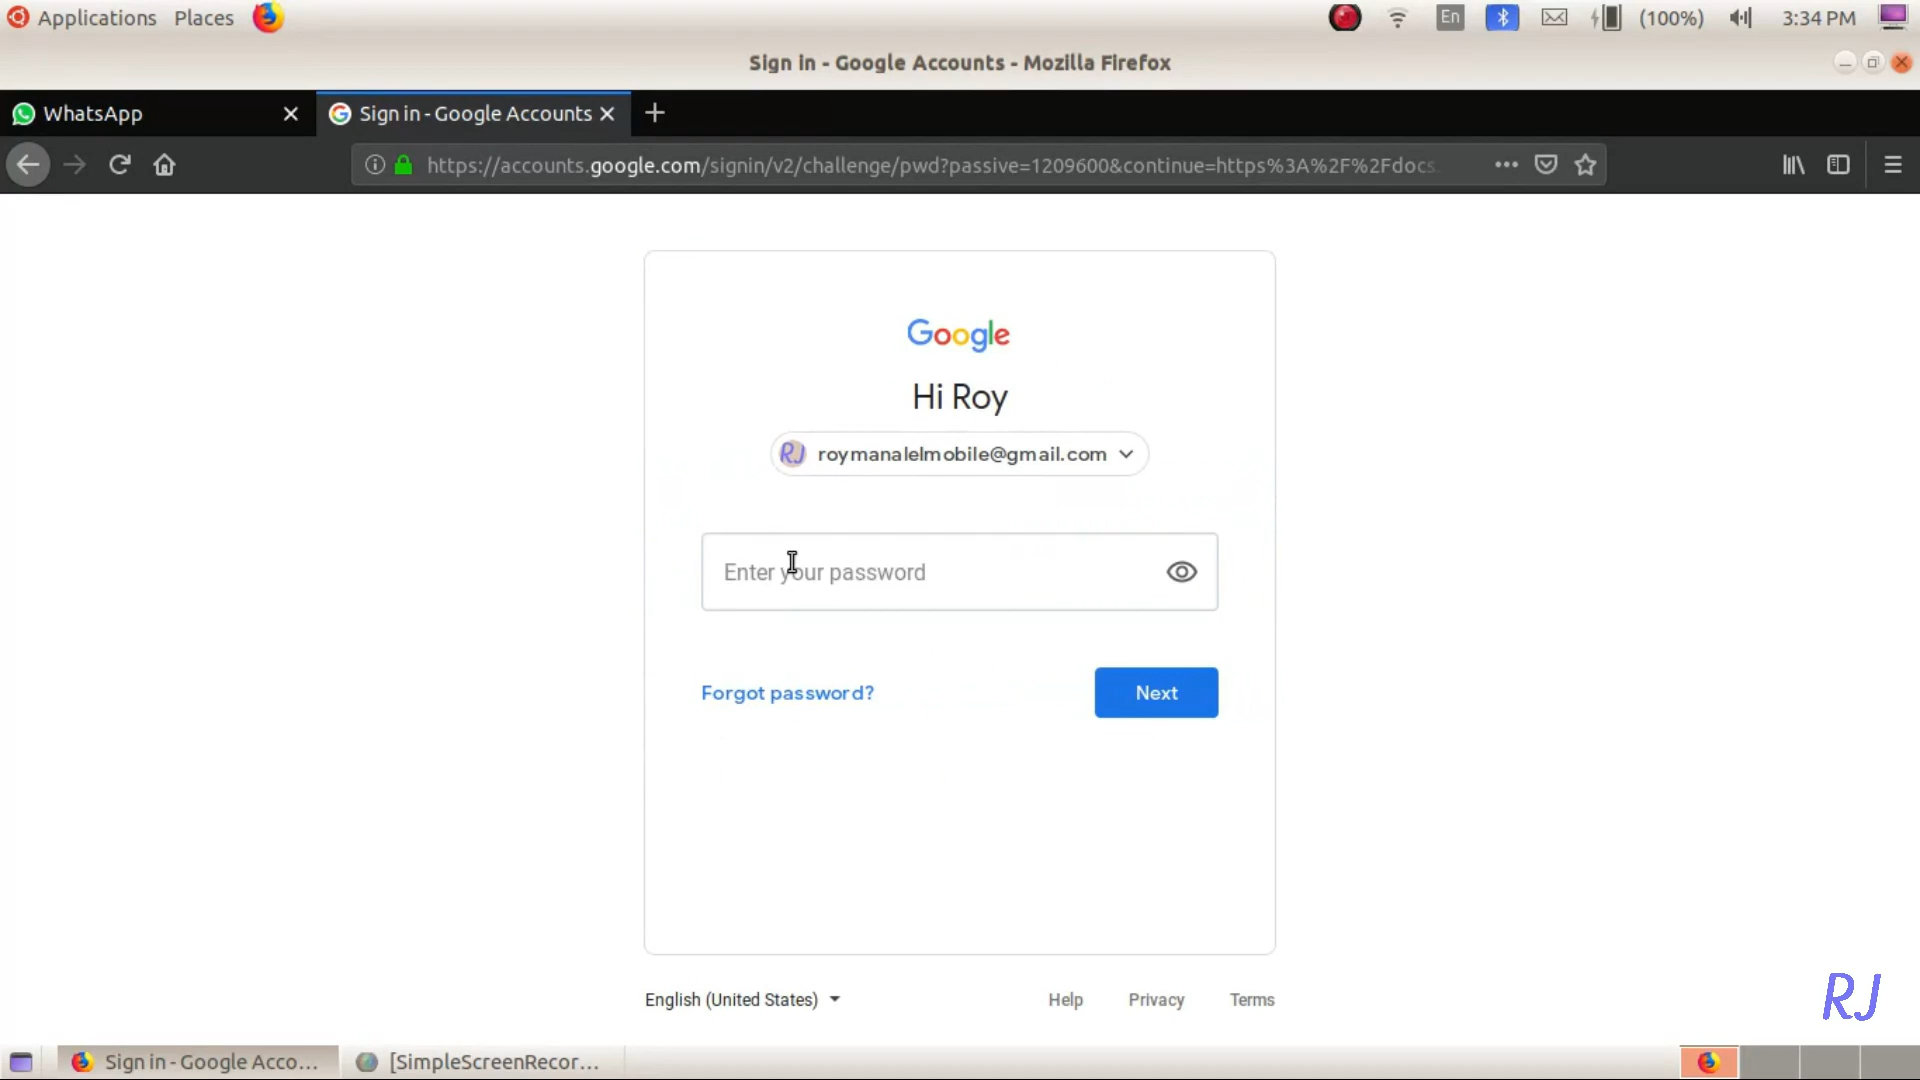 Applications Places En (100%) 3:34 PM
Sign in - Google Accounts - Mozilla Firefox
WhatsApp Sign in - Google Accounts
https://accounts.google.com/signin/v2/challenge/pwd?passive=1209600&continue=https%3A%2F%2Fdocs.
Google
Hi Roy
RJ roymanalelmobile@gmail.com
Enter your password
Forgot password? Next
English (United States) Help Privacy Terms
RJ
Sign in - Google Acco... [SimpleScreenRecor...